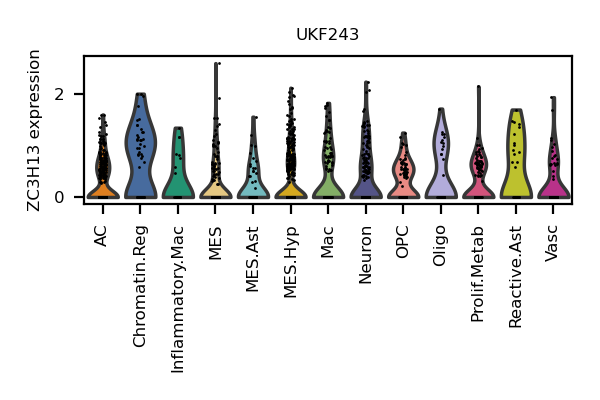 UKF243
ZC3H13 expression
2
0
AC
Chromatin.Reg
Inflammatory.Mac
MES
MES.Ast
MES.Hyp
Mac
Neuron
OPC
Oligo
Prolif.Metab
Reactive.Ast
Vasc